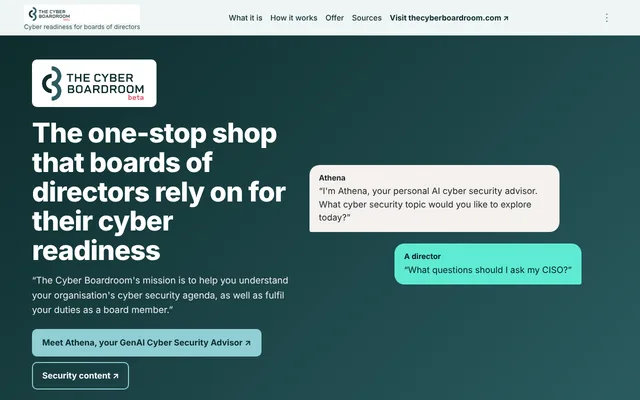 THE CYBER
BOARDROOM
beta
Cyber readiness for boards of directors
What it is
How it works
Offer
Sources
Visit thecyberboardroom.com ↗
THE CYBER
BOARDROOM
beta
The one-stop shop
that boards of
directors rely on for
their cyber
readiness
“The Cyber Boardroom's mission is to help you understand
your organisation's cyber security agenda, as well as fulfil
your duties as a board member.”
Meet Athena, your GenAI Cyber Security Advisor ↗
Security content ↗
Athena
“I'm Athena, your personal AI cyber security advisor.
What cyber security topic would you like to explore
today?”
A director
“What questions should I ask my CISO?”